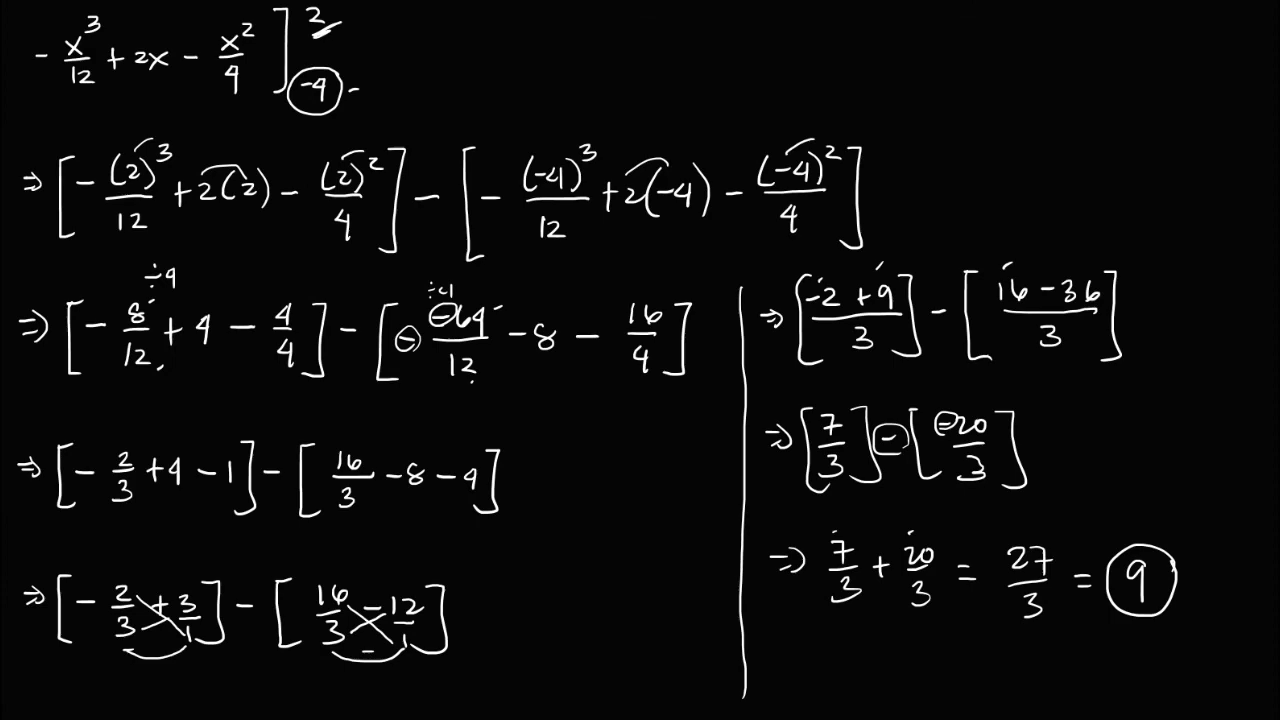 - x³/12 + 2x - x²/4 ]²₋₄ -
⇒ [ - (2)³/12 + 2(2) - (2)²/4 ] - [ - (-4)³/12 + 2(-4) - (-4)²/4 ]
÷4 ÷4
⇒ [ - 8/12 + 4 - 4/4 ] - [ - -64/12 - 8 - 16/4 ]
⇒ [ - 2/3 + 4 - 1 ] - [ 16/3 - 8 - 4 ]
⇒ [ - 2/3 + 3/1 ] - [ 16/3 - 12/1 ]
⇒ [ -2 + 9 / 3 ] - [ 16 - 36 / 3 ]
⇒ [ 7/3 ] - [ -20/3 ]
⇒ 7/3 + 20/3 = 27/3 = 9